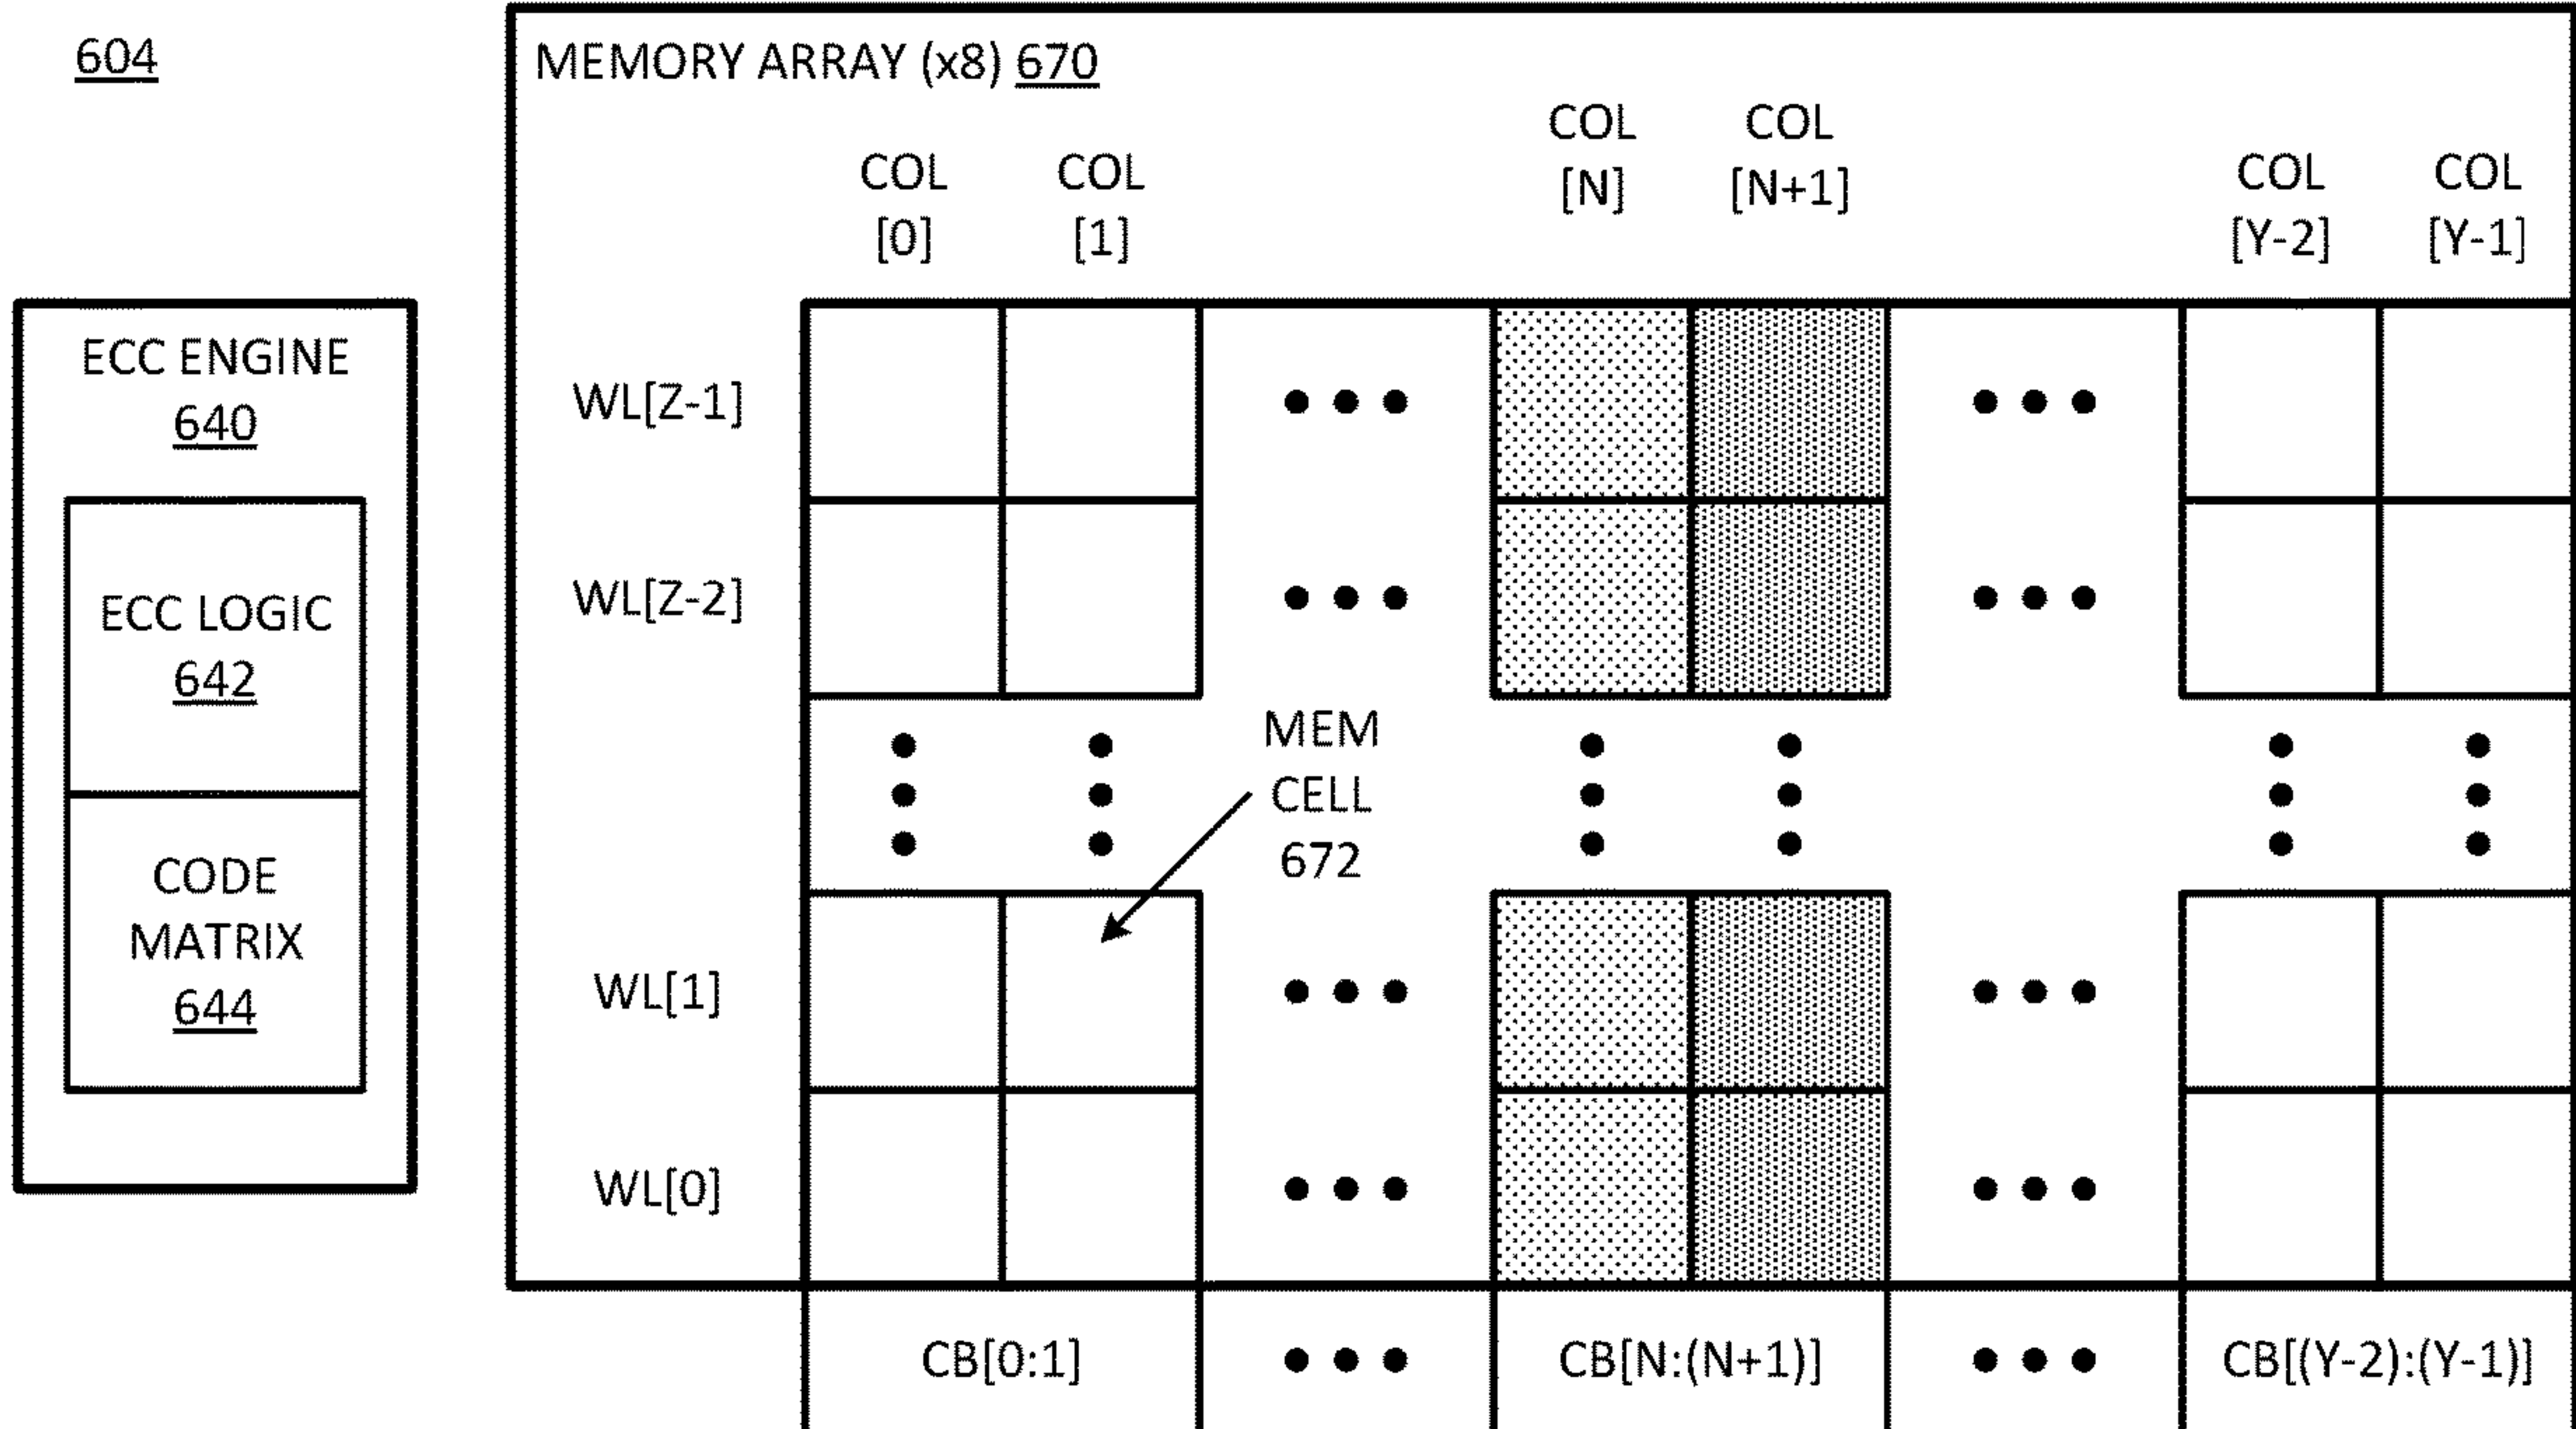 604
MEMORY ARRAY (x8) 670
COL
[0]
COL
[1]
COL
[N]
COL
[N+1]
COL
[Y-2]
COL
[Y-1]
ECC ENGINE
640
ECC LOGIC
642
CODE
MATRIX
644
WL[Z-1]
WL[Z-2]
MEM
CELL
672
WL[1]
WL[0]
CB[0:1]
CB[N:(N+1)]
CB[(Y-2):(Y-1)]